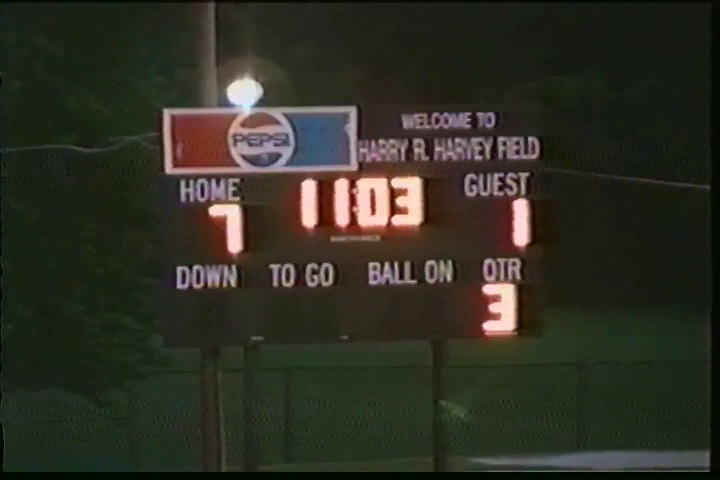 PEPSI
WELCOME TO
HARRY R. HARVEY FIELD
HOME 11:03 GUEST
7 1
DOWN TO GO BALL ON QTR
3